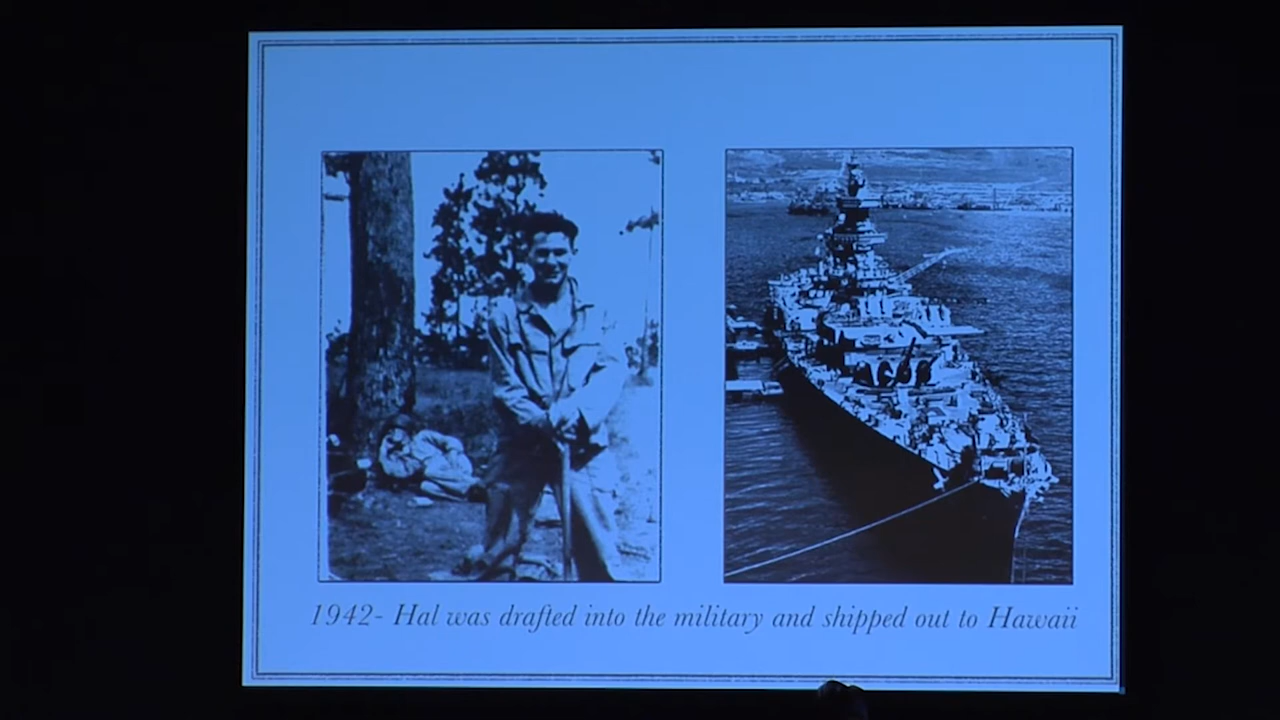 1942- Hal was drafted into the military and shipped out to Hawaii